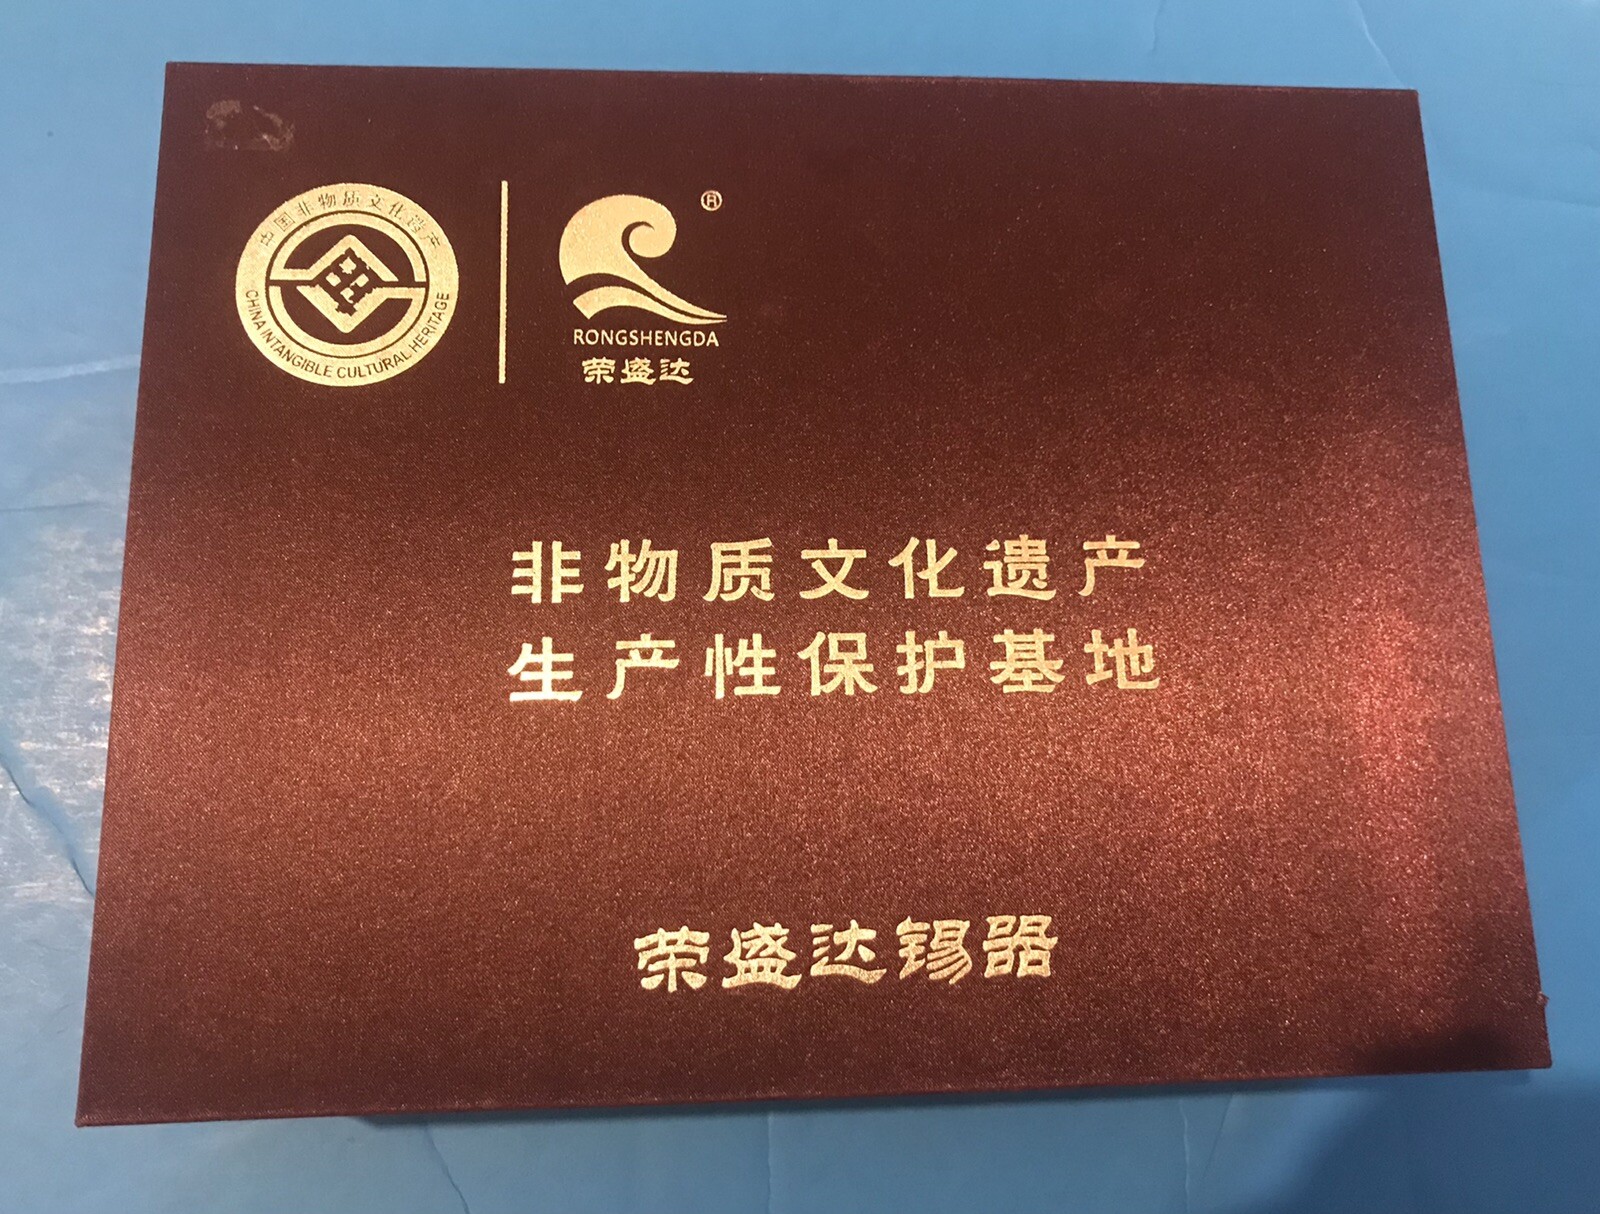 中国非物质文化遗产
CHINA INTANGIBLE CULTURAL HERITAGE
®
RONGSHENGDA
荣盛达
非物质文化遗产
生产性保护基地
荣盛达锡器